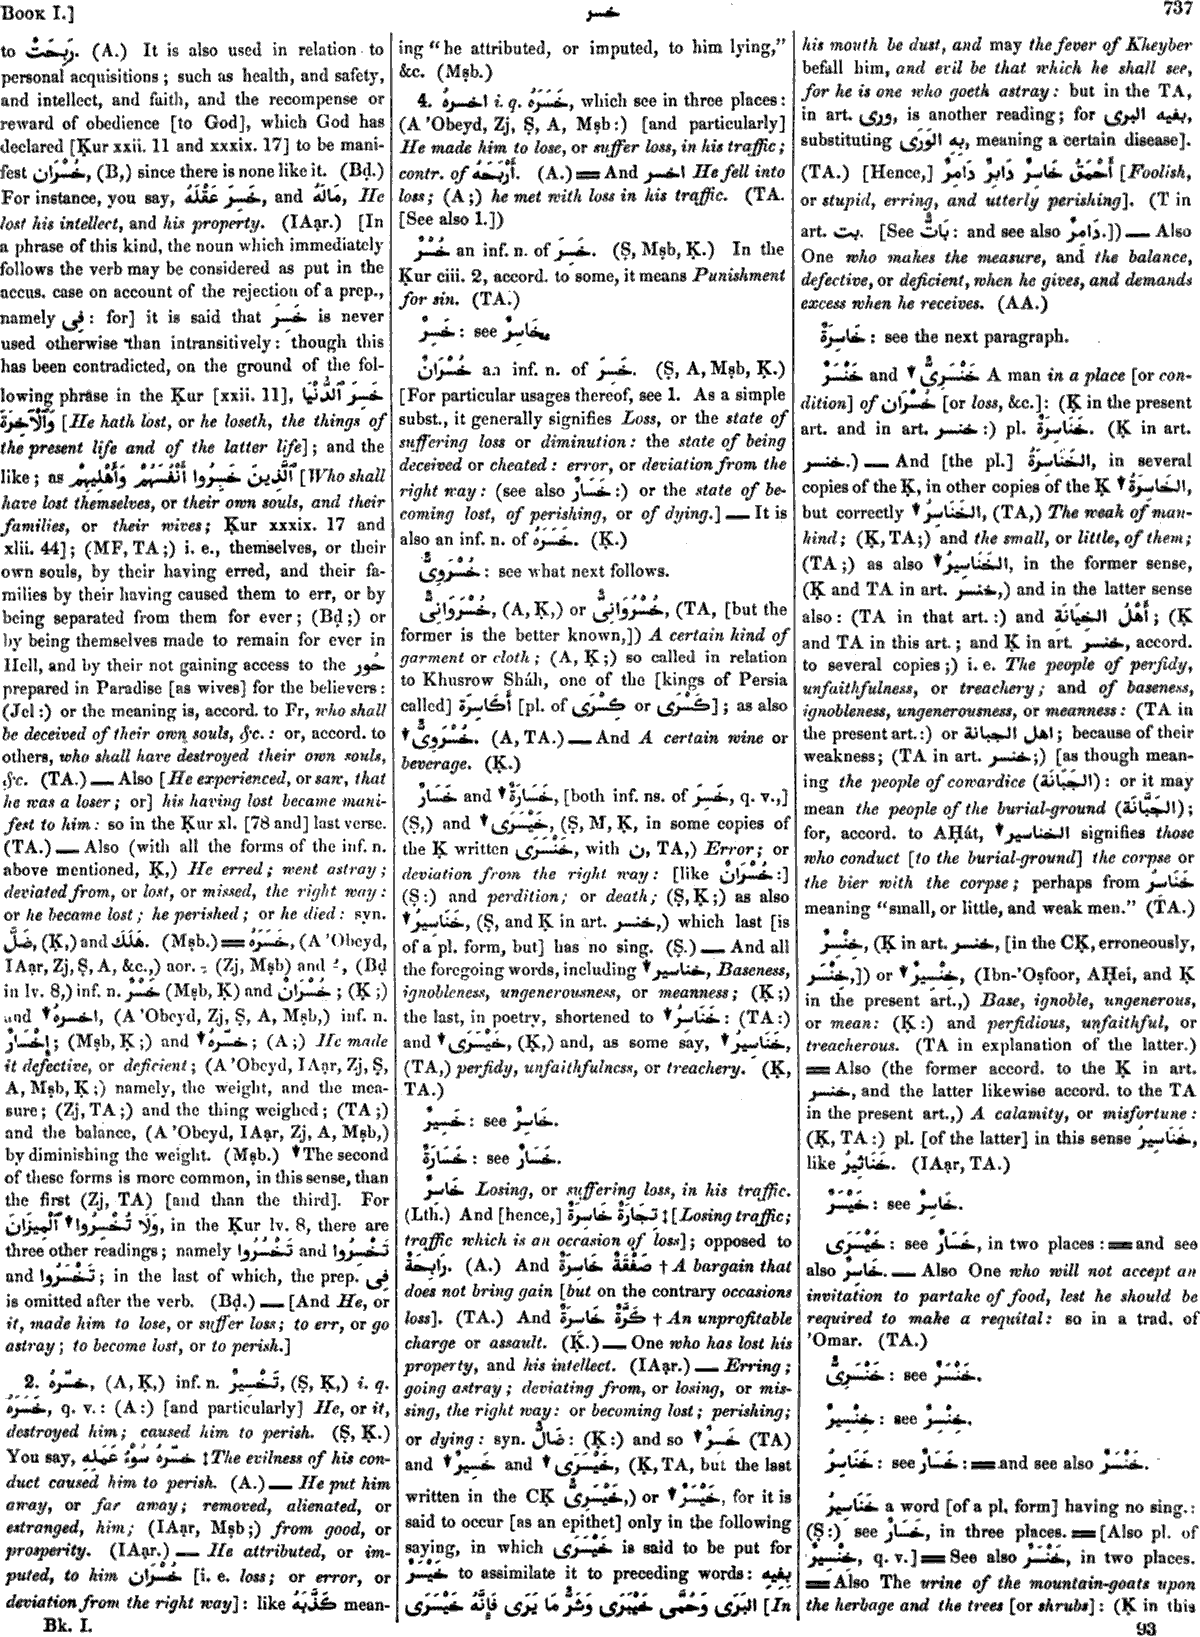 Book I.]
خسر
737
to رَبِحَتْ. (A.) It is also used in relation to
personal acquisitions; such as health, and safety,
and intellect, and faith, and the recompense or
reward of obedience [to God], which God has
declared [Ḳur xxii. 11 and xxxix. 17] to be mani-
fest خُسْرَان, (B,) since there is none like it. (Bḍ.)
For instance, you say, خَسِرَ عَقْلَهُ, and مَالَهُ, He
lost his intellect, and his property. (IAạr.) [In
a phrase of this kind, the noun which immediately
follows the verb may be considered as put in the
accus. case on account of the rejection of a prep.,
namely فِى: for] it is said that خَسِرَ is never
used otherwise than intransitively: though this
has been contradicted, on the ground of the fol-
lowing phrase in the Ḳur [xxii. 11], خَسِرَ ٱلدُّنْيَا
وَٱلْآخِرَةَ [He hath lost, or he loseth, the things of
the present life and of the latter life]; and the
like; as ٱلَّذِينَ خَسِرُوا أَنْفُسَهُمْ وَأَهْلِيهِمْ [Who shall
have lost themselves, or their own souls, and their
families, or their wives; Ḳur xxxix. 17 and
xlii. 44]; (MF, TA;) i. e., themselves, or their
own souls, by their having erred, and their fa-
milies by their having caused them to err, or by
being separated from them for ever; (Bḍ;) or
by being themselves made to remain for ever in
Hell, and by their not gaining access to the حُور
prepared in Paradise [as wives] for the believers:
(Jel:) or the meaning is, accord. to Fr, who shall
be deceived of their own souls, &c.: or, accord. to
others, who shall have destroyed their own souls,
&c. (TA.) — Also [He experienced, or saw, that
he was a loser; or] his having lost became mani-
fest to him: so in the Ḳur xl. [78 and] last verse.
(TA.) — Also (with all the forms of the inf. n.
above mentioned, Ḳ,) He erred; went astray;
deviated from, or lost, or missed, the right way:
or he became lost; he perished; or he died: syn.
ضَلَّ, (Ḳ,) and هَلَكَ. (Mṣb.) ═ خَسَرَهُ, (A 'Obeyd,
IAạr, Zj, Ṣ, A, &c.,) aor. ـِ (Zj, Mṣb) and ـُ, (Bḍ
in lv. 8,) inf. n. خَسْرٌ (Mṣb, Ḳ) and خُسْرَانٌ; (Ḳ;)
and ▼ اخسرهُ, (A 'Obeyd, Zj, Ṣ, A, Mṣb,) inf. n.
إِخْسَارٌ; (Mṣb, Ḳ;) and ▼ خسّرهُ; (A;) He made
it defective, or deficient; (A 'Obeyd, IAạr, Zj, Ṣ,
A, Mṣb, Ḳ;) namely, the weight, and the mea-
sure; (Zj, TA;) and the thing weighed; (TA;)
and the balance, (A 'Obeyd, IAạr, Zj, A, Mṣb,)
by diminishing the weight. (Mṣb.) ▼ The second
of these forms is more common, in this sense, than
the first (Zj, TA) [and than the third]. For
وَلَا تُخْسِرُوا ▼ ٱلْمِيزَانَ, in the Ḳur lv. 8, there are
three other readings; namely تَخْسِرُوا and تَخْسُرُوا
and تَخْسَرُوا; in the last of which, the prep. فِى
is omitted after the verb. (Bḍ.) — [And He, or
it, made him to lose, or suffer loss; to err, or go
astray; to become lost, or to perish.]
2. خسّرهُ, (A, Ḳ,) inf. n. تَخْسِيرٌ, (Ṣ, Ḳ,) i. q.
خَسَرَهُ, q. v.: (A:) [and particularly] He, or it,
destroyed him; caused him to perish. (Ṣ, Ḳ.)
You say, خَسَّرَهُ سُوْءُ عَمَلِهِ ‡ The evilness of his con-
duct caused him to perish. (A.) — He put him
away, or far away; removed, alienated, or
estranged, him; (IAạr, Mṣb;) from good, or
prosperity. (IAạr.) — He attributed, or im-
puted, to him خُسْرَان [i. e. loss; or error, or
deviation from the right way]: like كَذَّبَهُ mean-
Bk. I.
ing "he attributed, or imputed, to him lying,"
&c. (Mṣb.)
4. اخسرهُ i. q. خَسَرَهُ, which see in three places:
(A 'Obeyd, Zj, Ṣ, A, Mṣb:) [and particularly]
He made him to lose, or suffer loss, in his traffic;
contr. of أَرْبَحَهُ. (A.) ═ And اخسر He fell into
loss; (A;) he met with loss in his traffic. (TA.
[See also 1.])
خُسْرٌ an inf. n. of خَسِرَ. (Ṣ, Mṣb, Ḳ.) In the
Ḳur ciii. 2, accord. to some, it means Punishment
for sin. (TA.)
خَسِرٌ: see خَاسِرٌ.
خُسْرَانٌ an inf. n. of خَسِرَ. (Ṣ, A, Mṣb, Ḳ.)
[For particular usages thereof, see 1. As a simple
subst., it generally signifies Loss, or the state of
suffering loss or diminution: the state of being
deceived or cheated: error, or deviation from the
right way: (see also خَسَارٌ:) or the state of be-
coming lost, of perishing, or of dying.] — It is
also an inf. n. of خَسَرَهُ. (Ḳ.)
خُسْرَوِىٌّ: see what next follows.
خُسْرُوَانِىٌّ, (A, Ḳ,) or خُسْرَوَانِىٌّ, (TA, [but the
former is the better known,]) A certain kind of
garment or cloth; (A, Ḳ;) so called in relation
to Khusrow Sháh, one of the [kings of Persia
called] أَكَاسِرَة [pl. of كِسْرَى or كَسْرَى]; as also
▼ خُسْرَوِىٌّ. (A, TA.) — And A certain wine or
beverage. (Ḳ.)
خَسَارٌ and ▼ خَسَارَةٌ, [both inf. ns. of خَسِرَ, q. v.,]
(Ṣ,) and ▼ خَيْسَرَى, (Ṣ, M, Ḳ, in some copies of
the Ḳ written خَنْسَرَى, with ن, TA,) Error; or
deviation from the right way: [like خُسْرَانٌ:]
(Ṣ:) and perdition; or death; (Ṣ, Ḳ;) as also
▼ خَنَاسِيرُ, (Ṣ, and Ḳ in art. خنسر,) which last [is
of a pl. form, but] has no sing. (Ṣ.) — And all
the foregoing words, including ▼ خناسير, Baseness,
ignobleness, ungenerousness, or meanness; (Ḳ;)
the last, in poetry, shortened to ▼ خَنَاسِرُ: (TA:)
and ▼ خَيْسَرَى, (Ḳ,) and, as some say, ▼ خَنَاسِيرُ,
(TA,) perfidy, unfaithfulness, or treachery. (Ḳ,
TA.)
خَسِيرٌ: see خَاسِرٌ.
خَسَارَةٌ: see خَسَارٌ.
خَاسِرٌ Losing, or suffering loss, in his traffic.
(Lth.) And [hence,] تِجَارَةٌ خَاسِرَةٌ ‡ [Losing traffic;
traffic which is an occasion of loss]; opposed to
رَابِحَةٌ. (A.) And صَفْقَةٌ خَاسِرَةٌ † A bargain that
does not bring gain [but on the contrary occasions
loss]. (TA.) And كَرَّةٌ خَاسِرَةٌ † An unprofitable
charge or assault. (Ḳ.) — One who has lost his
property, and his intellect. (IAạr.) — Erring;
going astray; deviating from, or losing, or mis-
sing, the right way: or becoming lost; perishing;
or dying: syn. ضَالٌّ: (Ḳ:) and so ▼ خَسِرٌ (TA)
and ▼ خَسِيرٌ and ▼ خَيْسَرَى, (Ḳ, TA, but the last
written in the CḲ خَيْسَرِىّ,) or ▼ خَيْسَرٌ, for it is
said to occur [as an epithet] only in the following
saying, in which خَيْسَرَى is said to be put for
خَيْسَر to assimilate it to preceding words: بِفِيهِ
البَرَى وَحُمَّى خَيْبَرَى وَشَرُّ مَا يَرَى فَإِنَّهُ خَيْسَرَى [In
his mouth be dust, and may the fever of Kheyber
befall him, and evil be that which he shall see,
for he is one who goeth astray: but in the TA,
in art. ورى, is another reading; for بفيه البرى,
substituting بِهِ الوَرَى, meaning a certain disease].
(TA.) [Hence,] أَحْمَقُ خَاسِرٌ دَابِرٌ دَامِرٌ [Foolish,
or stupid, erring, and utterly perishing]. (T in
art. بت. [See بَاتٌّ: and see also دَامِرٌ.]) — Also
One who makes the measure, and the balance,
defective, or deficient, when he gives, and demands
excess when he receives. (AA.)
خَاسِرَةٌ: see the next paragraph.
خَنْسَرٌ and ▼ خَنْسَرِىٌّ A man in a place [or con-
dition] of خُسْرَان [or loss, &c.]: (Ḳ in the present
art. and in art. خنسر:) pl. خَنَاسِرَةٌ. (Ḳ in art.
خنسر.) — And [the pl.] الخَنَاسِرَةُ, in several
copies of the Ḳ, in other copies of the Ḳ ▼ الخَاسِرَةُ,
but correctly ▼ الخَنَاسِرُ, (TA,) The weak of man-
kind; (Ḳ, TA;) and the small, or little, of them;
(TA;) as also ▼ الخَنَاسِيرُ, in the former sense,
(Ḳ and TA in art. خنسر,) and in the latter sense
also: (TA in that art.:) and أَهْلُ الخِيَانَةِ; (Ḳ
and TA in this art.; and Ḳ in art. خنسر, accord.
to several copies;) i. e. The people of perfidy,
unfaithfulness, or treachery; and of baseness,
ignobleness, ungenerousness, or meanness: (TA in
the present art.:) or اهل الجبانة; because of their
weakness; (TA in art. خنسر;) [as though mean-
ing the people of cowardice (الجَبَانَة): or it may
mean the people of the burial-ground (الجَبَّانَة);
for, accord. to AḤát, ▼ الخناسير signifies those
who conduct [to the burial-ground] the corpse or
the bier with the corpse; perhaps from خَنَاسِرُ
meaning "small, or little, and weak men." (TA.)
خِنْسِرٌ, (Ḳ in art. خنسر, [in the CḲ, erroneously,
خَنْسَر,]) or ▼ خِنْسِيرٌ, (Ibn-'Oṣfoor, AḤei, and Ḳ
in the present art.,) Base, ignoble, ungenerous,
or mean: (Ḳ:) and perfidious, unfaithful, or
treacherous. (TA in explanation of the latter.)
═ Also (the former accord. to the Ḳ in art.
خنسر, and the latter likewise accord. to the TA
in the present art.,) A calamity, or misfortune:
(Ḳ, TA:) pl. [of the latter] in this sense خَنَاسِيرُ,
like خَنَاثِيرُ. (IAạr, TA.)
خَيْسَرٌ: see خَاسِرٌ.
خَيْسَرَى: see خَسَارٌ, in two places: ═ and see
also خَاسِرٌ. — Also One who will not accept an
invitation to partake of food, lest he should be
required to make a requital: so in a trad. of
'Omar. (TA.)
خَنْسَرِىٌّ: see خَنْسَرٌ.
خِنْسِيرٌ: see خِنْسِرٌ.
خَنَاسِرُ: see خَسَارٌ: ═ and see also خَنْسَرٌ.
خَنَاسِيرُ a word [of a pl. form] having no sing.:
(Ṣ:) see خَسَارٌ, in three places. ═ [Also pl. of
خِنْسِيرٌ, q. v.] ═ See also خَنْسَرٌ, in two places.
═ Also The urine of the mountain-goats upon
the herbage and the trees [or shrubs]: (Ḳ in this
93